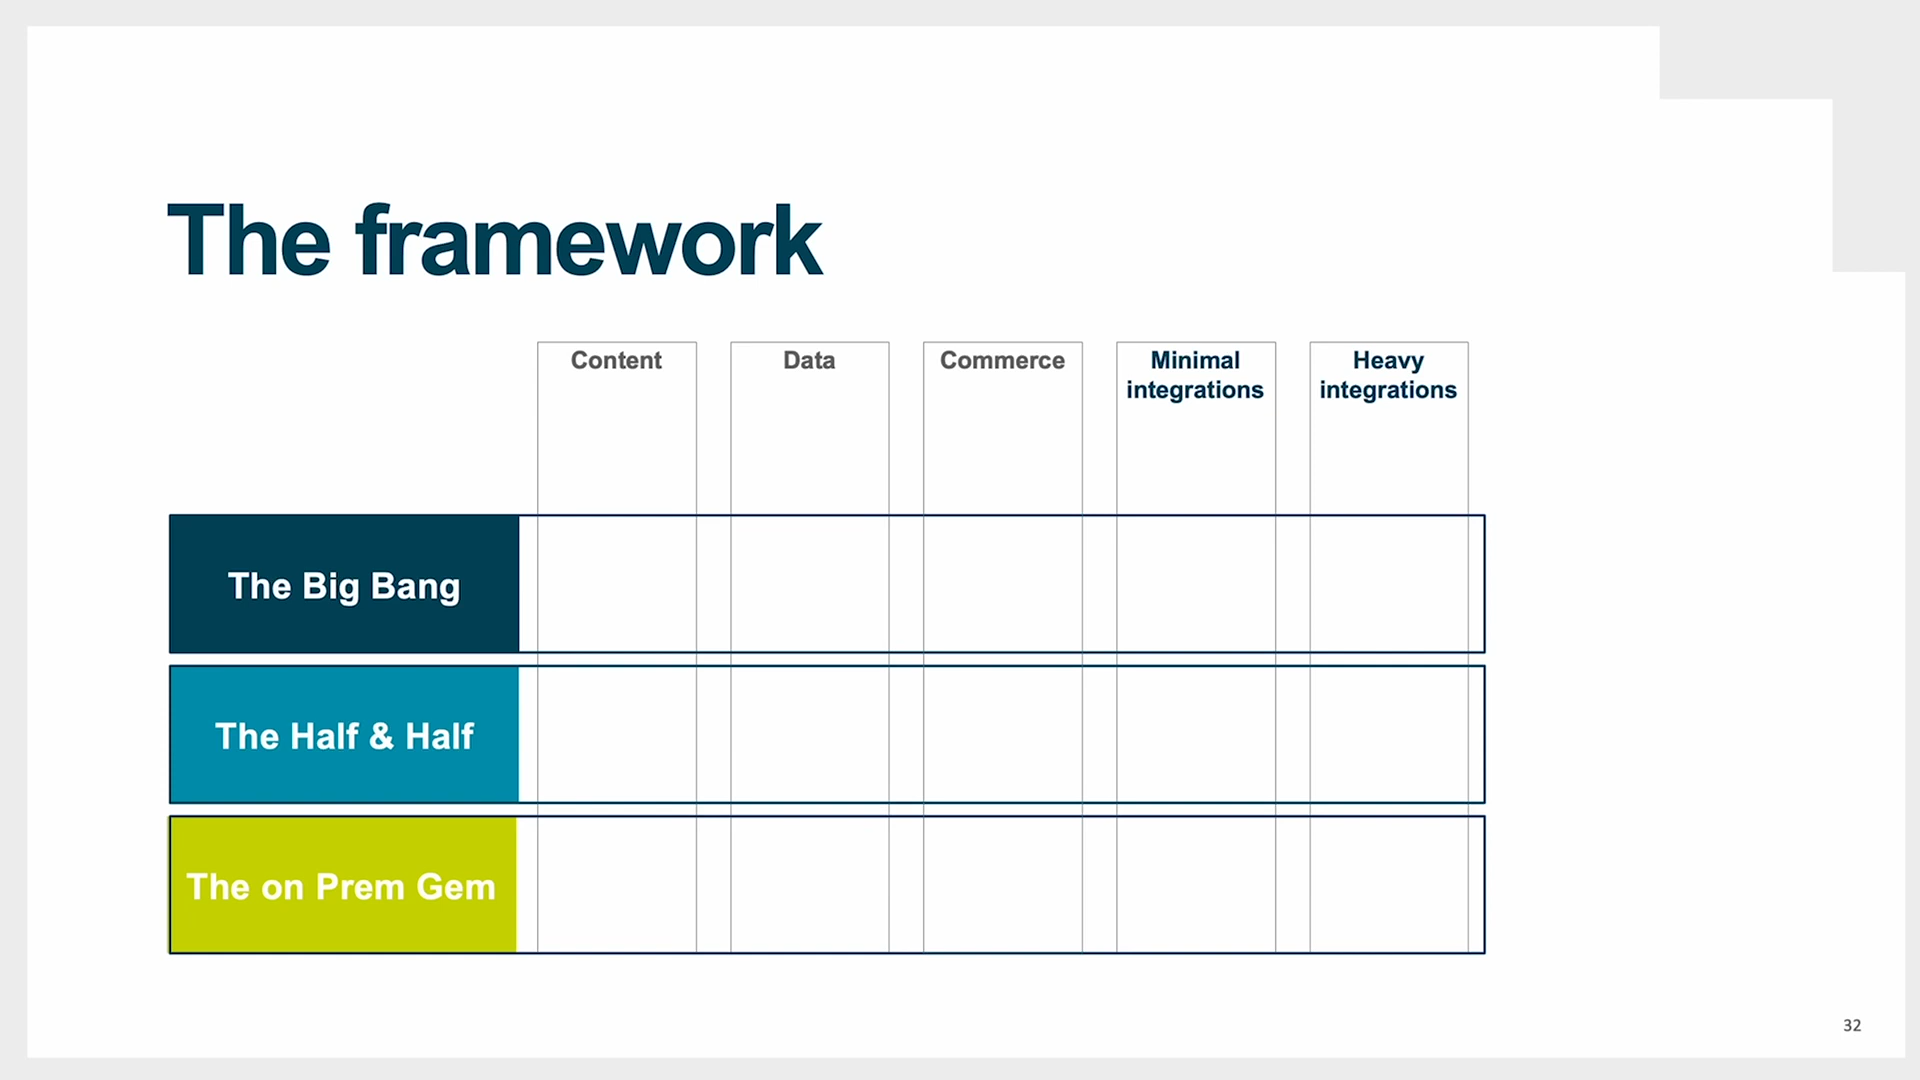 The framework
Content
Data
Commerce
Minimal
integrations
Heavy
integrations
The Big Bang
The Half & Half
The on Prem Gem
32